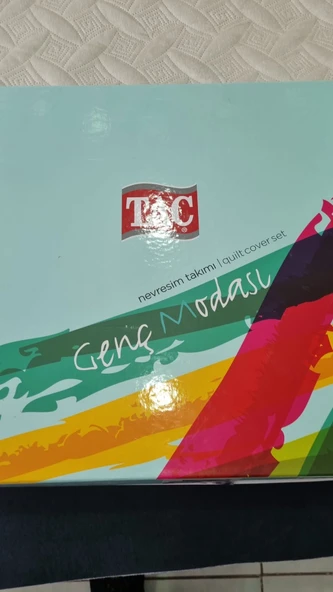 TAC
nevresim takımı | quilt cover set
Genç Modası